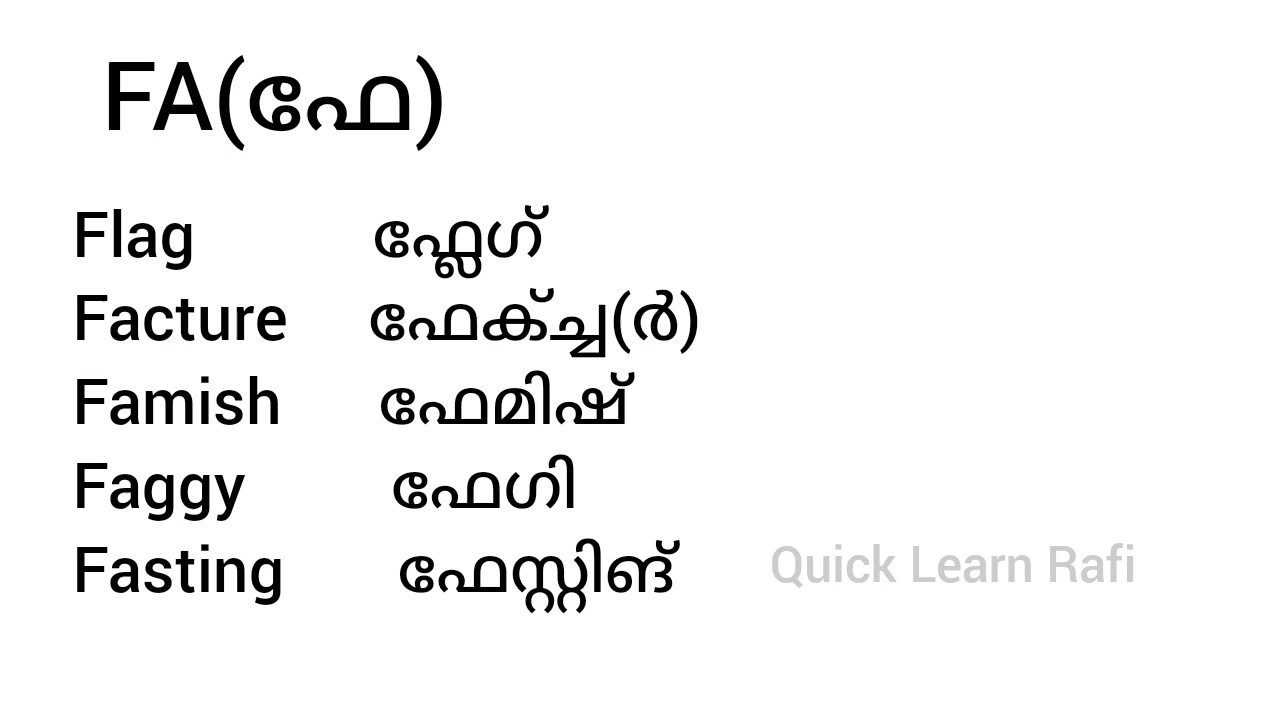 FA(ഫേ)
Flag ഫ്ലേഗ്
Facture ഫേക്ച്ച(ർ)
Famish ഫേമിഷ്
Faggy ഫേഗി
Fasting ഫേസ്റ്റിങ് Quick Learn Rafi